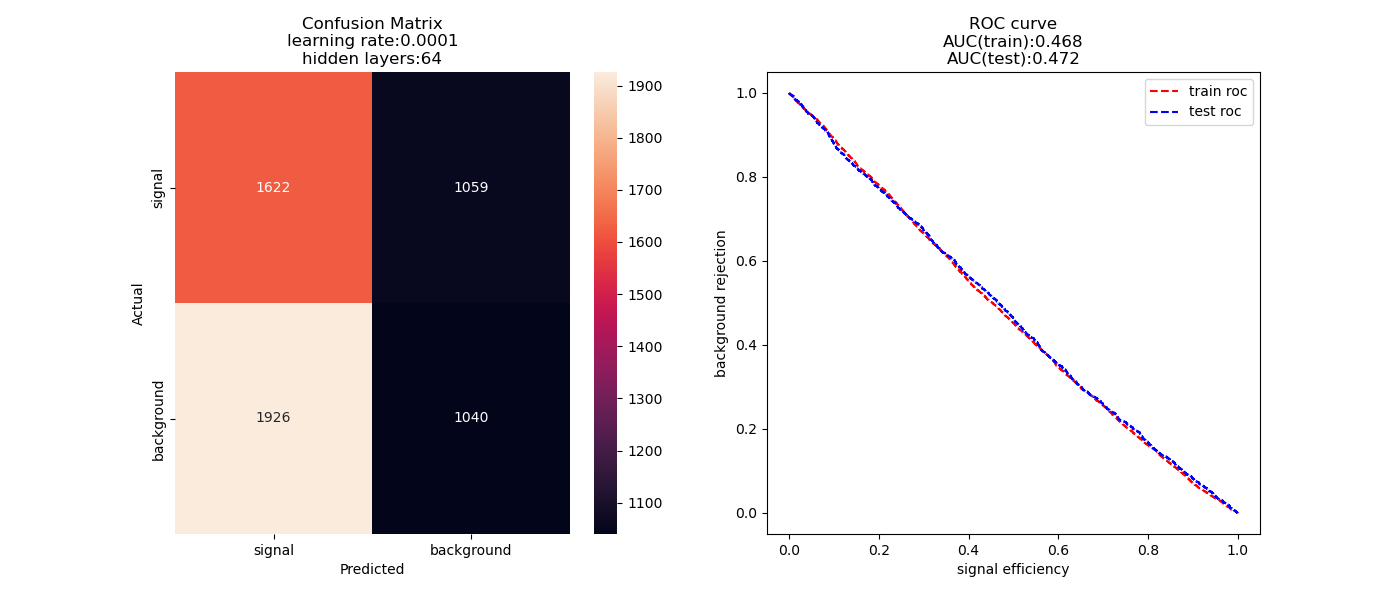 Confusion Matrix
learning rate:0.0001
hidden layers:64
signal
background
Actual
1622
1059
1926
1040
signal
background
Predicted
1900
1800
1700
1600
1500
1400
1300
1200
1100
ROC curve
AUC(train):0.468
AUC(test):0.472
train roc
test roc
background rejection
1.0
0.8
0.6
0.4
0.2
0.0
0.0
0.2
0.4
0.6
0.8
1.0
signal efficiency